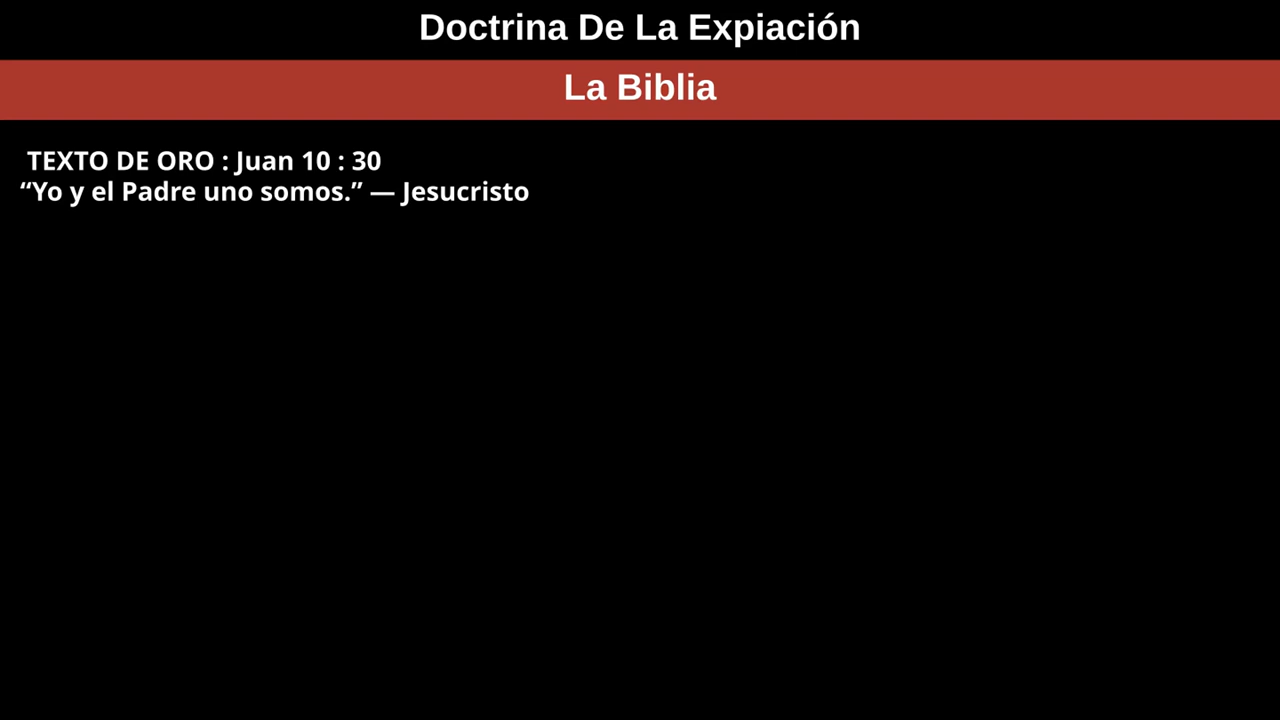 Doctrina De La Expiación
La Biblia
TEXTO DE ORO : Juan 10 : 30
“Yo y el Padre uno somos.” — Jesucristo